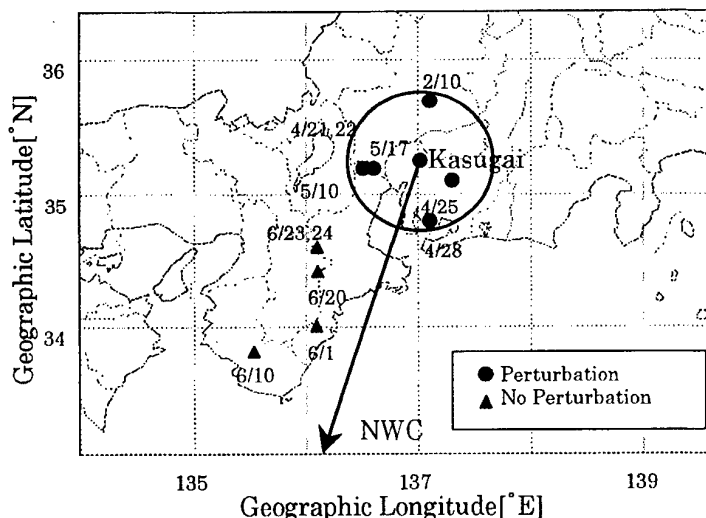 2/10
36
4/21,22
5/17
Kasugai
5/10
35
4/25
4/28
6/23,24
6/20
34
6/1
6/10
Perturbation
No Perturbation
NWC
135
137
139
Geographic Latitude[°N]
Geographic Longitude[°E]